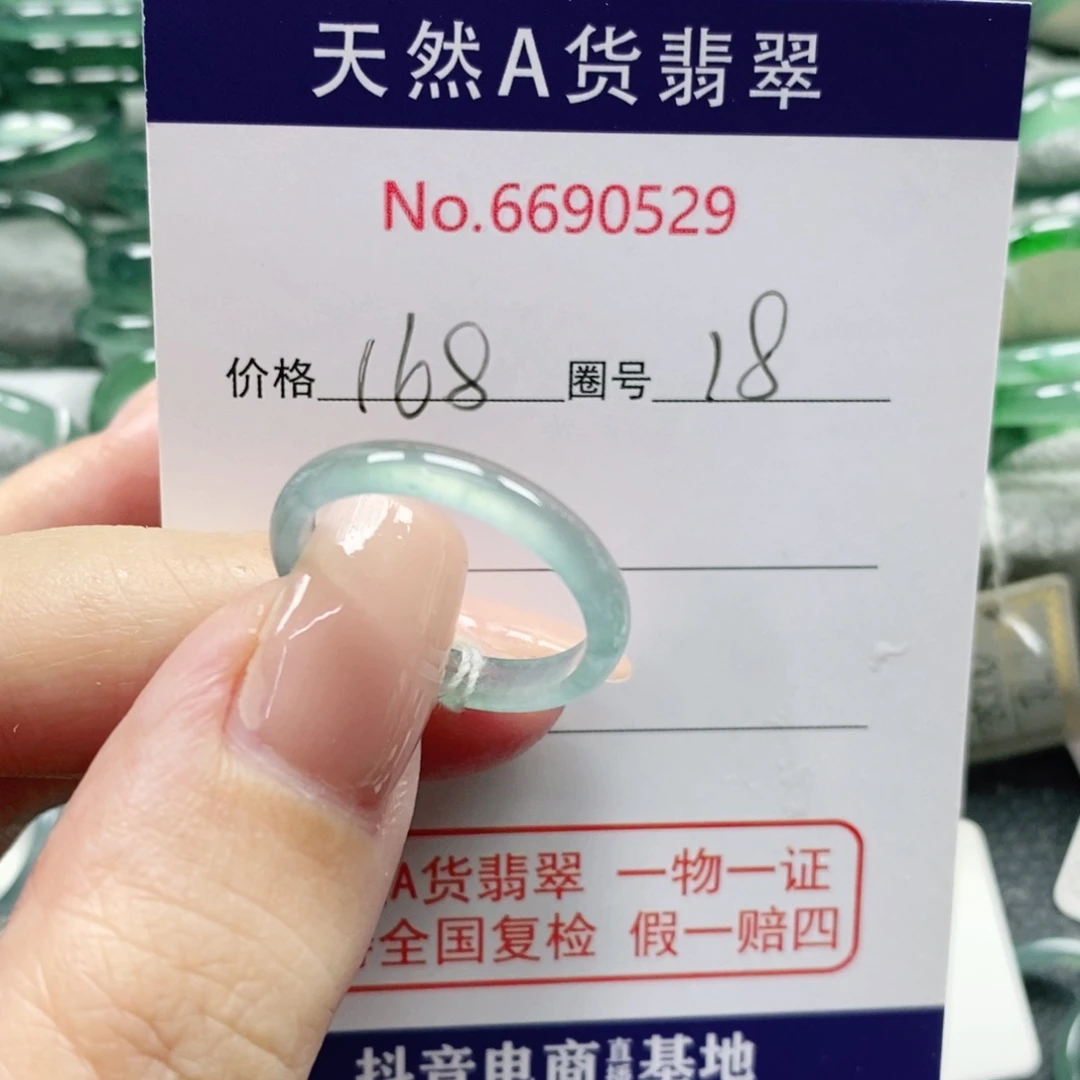 天然A货翡翠
No.6690529
价格 168 圈号 18
A货翡翠 一物一证
全国复检 假一赔四
抖音电商直播基地